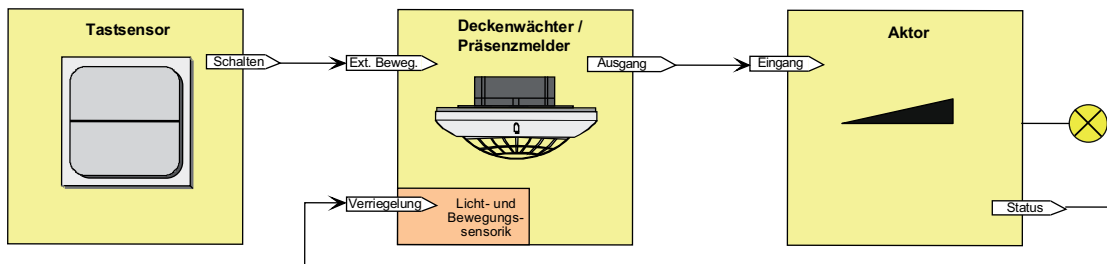 Tastsensor
Schalten
Deckenwächter /
Präsenzmelder
Ext. Beweg.
Ausgang
Verriegelung
Licht- und
Bewegungs-
sensorik
Aktor
Eingang
Status